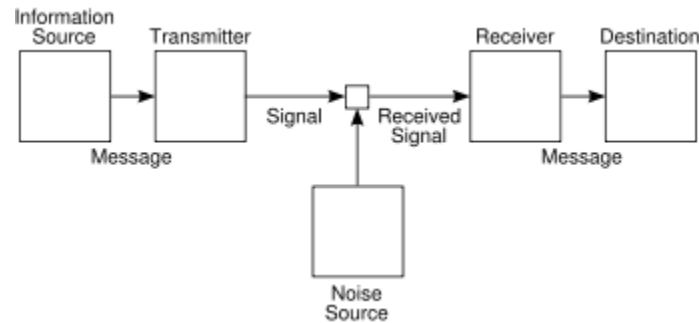 Information
Source
Transmitter
Receiver
Destination
Signal
Received
Signal
Message
Message
Noise
Source